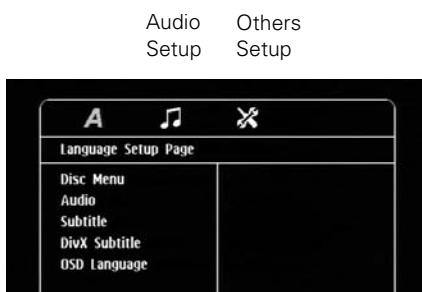 Audio Others
Setup Setup
A
Language Setup Page
Disc Menu
Audio
Subtitle
DivX Subtitle
OSD Language